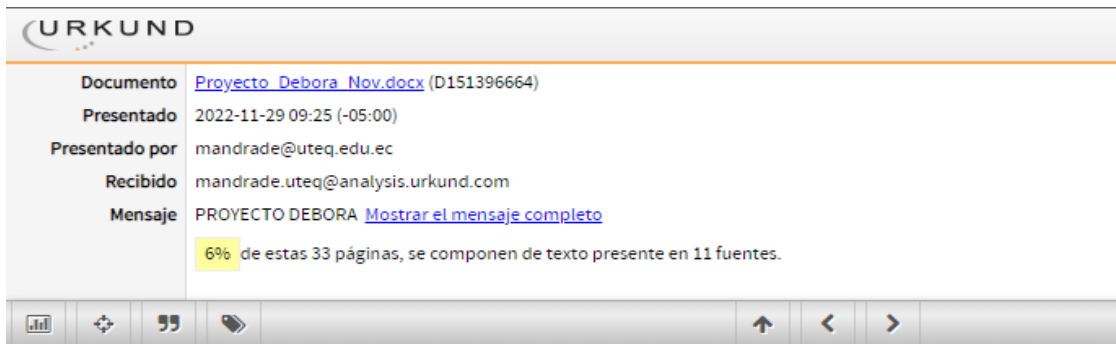 URKUND
Documento Proyecto_Debora_Nov.docx (D151396664)
Presentado 2022-11-29 09:25 (-05:00)
Presentado por mandrade@uteq.edu.ec
Recibido mandrade.uteq@analysis.urkund.com
Mensaje PROYECTO DEBORA Mostrar el mensaje completo
6% de estas 33 páginas, se componen de texto presente en 11 fuentes.